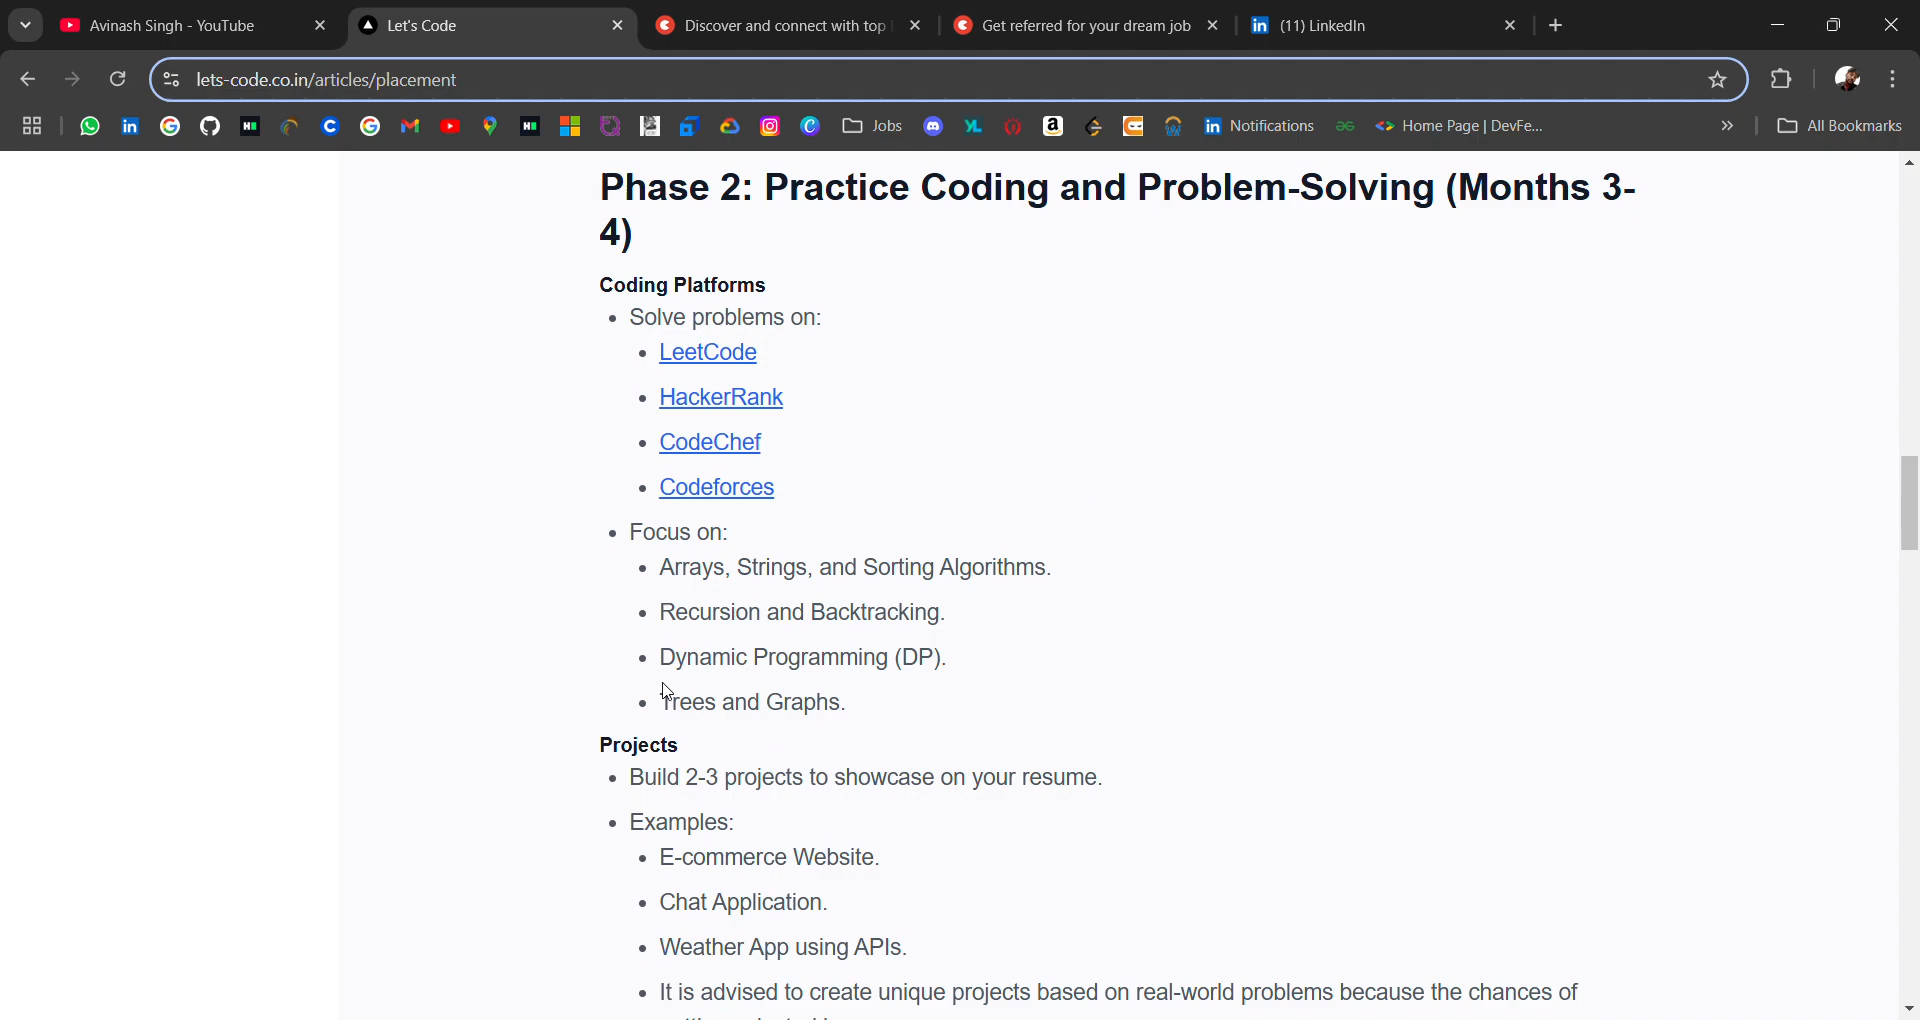 Avinash Singh - YouTube
Let's Code
Discover and connect with top
Get referred for your dream job
(11) LinkedIn
lets-code.co.in/articles/placement
Jobs
Notifications
Home Page | DevFe...
All Bookmarks
Phase 2: Practice Coding and Problem-Solving (Months 3-
4)
Coding Platforms
Solve problems on:
LeetCode
HackerRank
CodeChef
Codeforces
Focus on:
Arrays, Strings, and Sorting Algorithms.
Recursion and Backtracking.
Dynamic Programming (DP).
Trees and Graphs.
Projects
Build 2-3 projects to showcase on your resume.
Examples:
E-commerce Website.
Chat Application.
Weather App using APIs.
It is advised to create unique projects based on real-world problems because the chances of